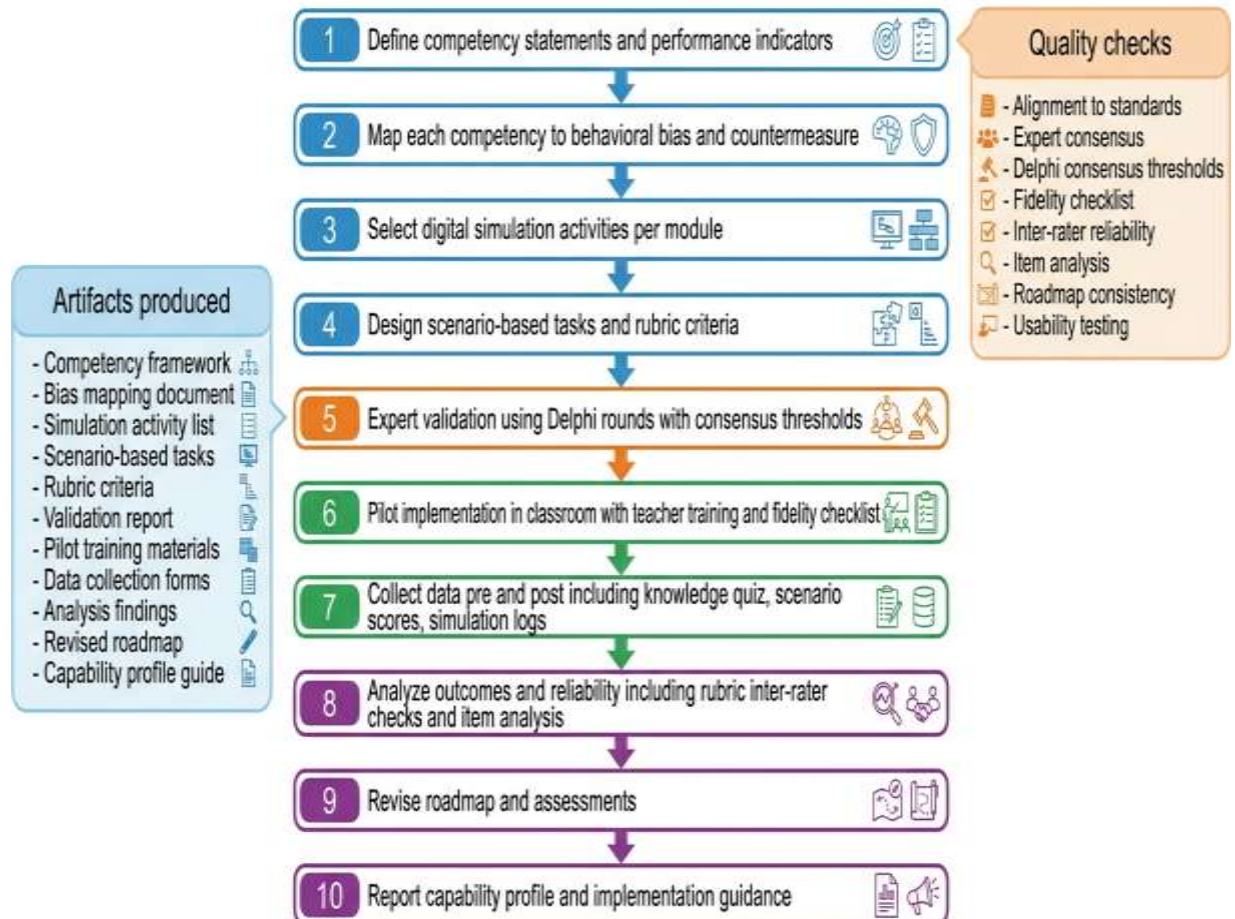 1 Define competency statements and performance indicators
2 Map each competency to behavioral bias and countermeasure
3 Select digital simulation activities per module
4 Design scenario-based tasks and rubric criteria
5 Expert validation using Delphi rounds with consensus thresholds
6 Pilot implementation in classroom with teacher training and fidelity checklist
7 Collect data pre and post including knowledge quiz, scenario
scores, simulation logs
8 Analyze outcomes and reliability including rubric inter-rater
checks and item analysis
9 Revise roadmap and assessments
10 Report capability profile and implementation guidance
Quality checks
- Alignment to standards
- Expert consensus
- Delphi consensus thresholds
- Fidelity checklist
- Inter-rater reliability
- Item analysis
- Roadmap consistency
- Usability testing
Artifacts produced
- Competency framework
- Bias mapping document
- Simulation activity list
- Scenario-based tasks
- Rubric criteria
- Validation report
- Pilot training materials
- Data collection forms
- Analysis findings
- Revised roadmap
- Capability profile guide